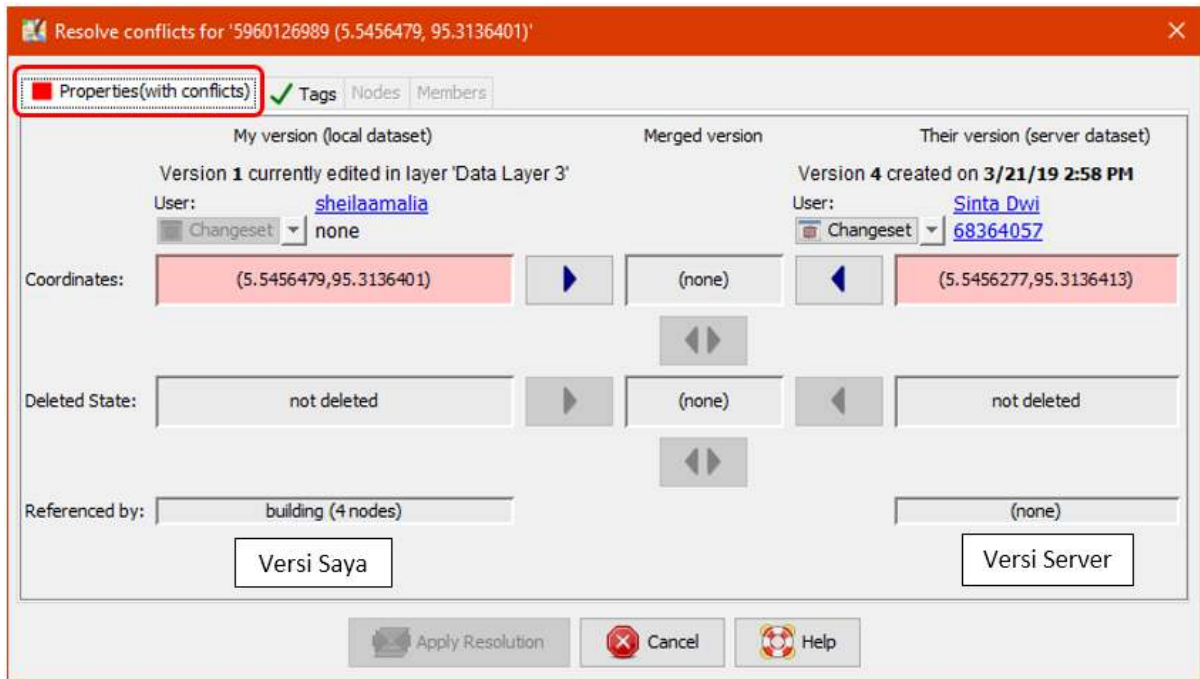 Resolve conflicts for '5960126989 (5.5456479, 95.3136401)'
Properties(with conflicts) Tags Nodes Members
My version (local dataset) Merged version Their version (server dataset)
Version 1 currently edited in layer 'Data Layer 3' Version 4 created on 3/21/19 2:58 PM
User: sheilaamalia User: Sinta Dwi
Changeset none Changeset 68364057
Coordinates: (5.5456479,95.3136401) (none) (5.5456277,95.3136413)
Deleted State: not deleted (none) not deleted
Referenced by: building (4 nodes) (none)
Versi Saya Versi Server
Apply Resolution Cancel Help